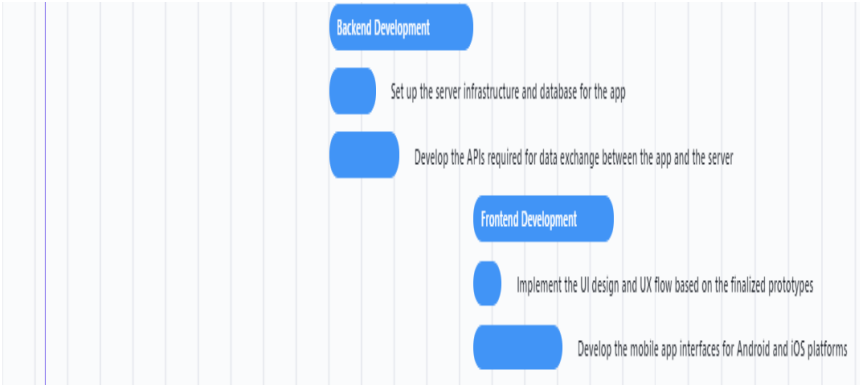 Backend Development
Set up the server infrastructure and database for the app
Develop the APIs required for data exchange between the app and the server
Frontend Development
Implement the UI design and UX flow based on the finalized prototypes
Develop the mobile app interfaces for Android and iOS platforms